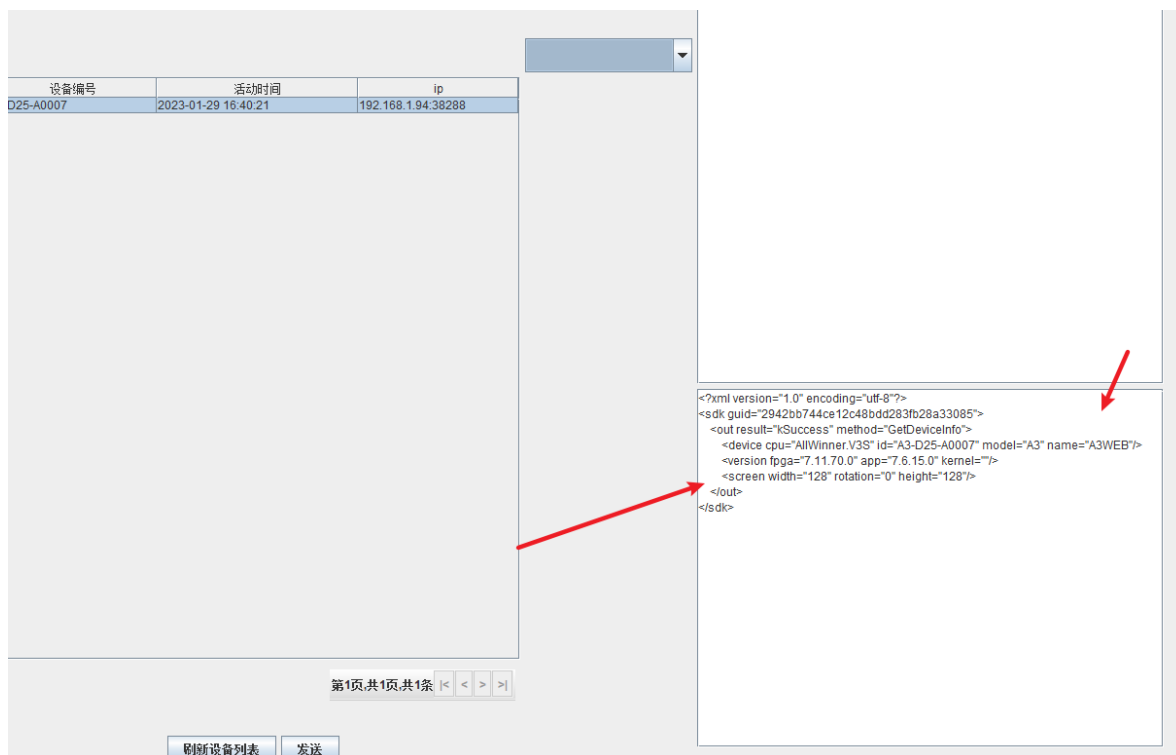 设备编号 活动时间 ip
D25-A0007 2023-01-29 16:40:21 192.168.1.94:38288
<?xml version="1.0" encoding="utf-8"?>
<sdk guid="2942bb744ce12c48bdd283fb28a33085">
<out result="kSuccess" method="GetDeviceInfo">
<device cpu="AllWinner.V3S" id="A3-D25-A0007" model="A3" name="A3WEB"/>
<version fpga="7.11.70.0" app="7.6.15.0" kernel=""/>
<screen width="128" rotation="0" height="128"/>
</out>
</sdk>
第1页,共1页,共1条 |< < > >|
刷新设备列表 发送